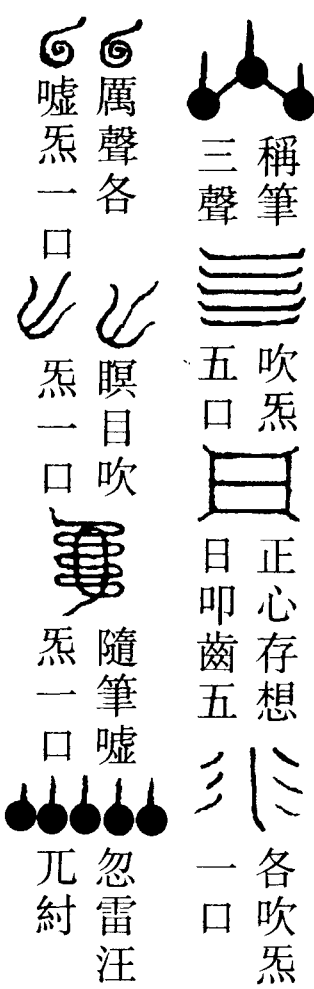 稱筆
三聲
吹炁
五口
正心存想
日叩齒五
各吹炁
一口
厲聲各
嘘炁一口
瞑目吹
炁一口
隨筆嘘
炁一口
忽雷汪
兀紂